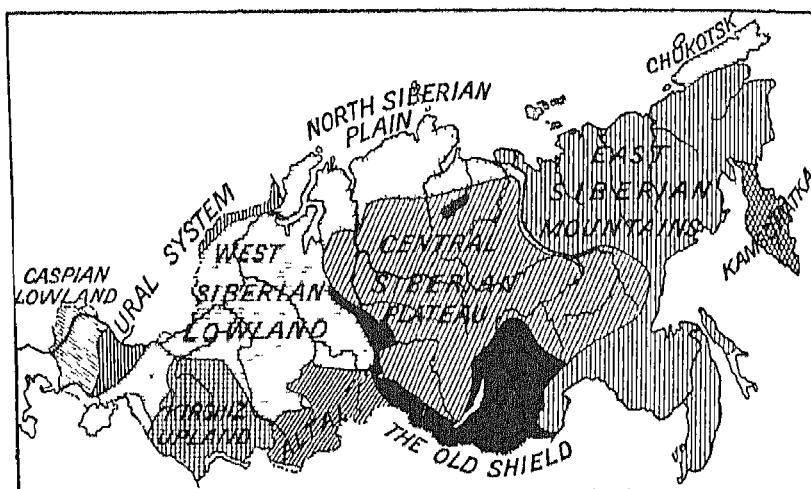 CHUKOTSK
NORTH SIBERIAN
PLAIN
EAST
SIBERIAN
MOUNTAINS
KAMCHATKA
URAL SYSTEM
CASPIAN
LOWLAND
WEST
SIBERIAN
LOWLAND
CENTRAL
SIBERIAN
PLATEAU
KIRGHIZ
UPLAND
ALTAI
THE OLD SHIELD